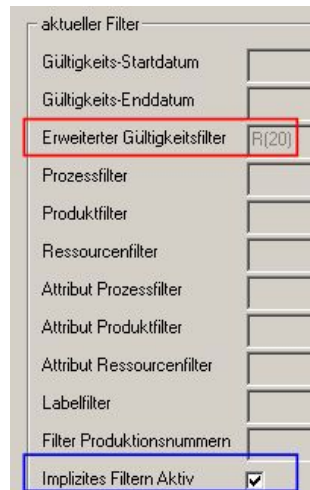 aktueller Filter
Gültigkeits-Startdatum
Gültigkeits-Enddatum
Erweiterter Gültigkeitsfilter R(20)
Prozessfilter
Produktfilter
Ressourcenfilter
Attribut Prozessfilter
Attribut Produktfilter
Attribut Ressourcenfilter
Labelfilter
Filter Produktionsnummern
Implizites Filtern Aktiv